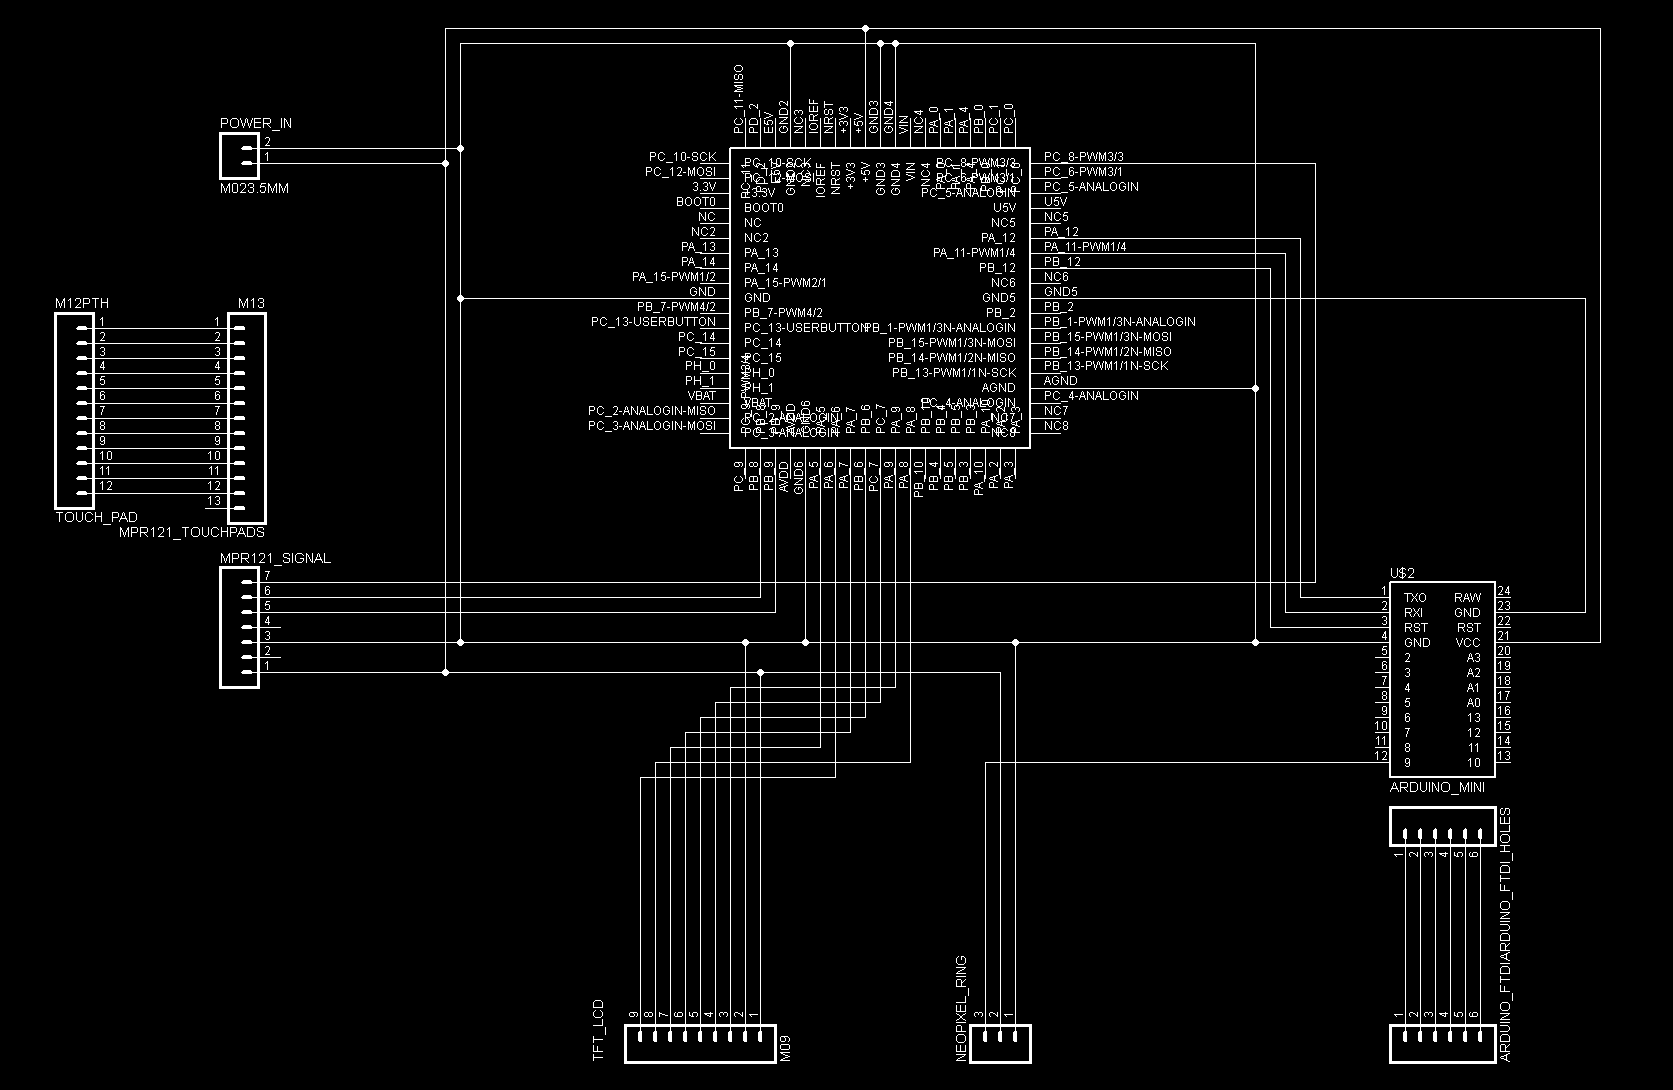 POWER_IN
2
1
M023.5MM
M12PTH
1
2
3
4
5
6
7
8
9
10
11
12
TOUCH_PAD
M13
1
2
3
4
5
6
7
8
9
10
11
12
13
MPR121_TOUCHPADS
MPR121_SIGNAL
7
6
5
4
3
2
1
PC_11-MISO
PD_2
E5V
GND2
NC3
IOREF
NRST
+3V3
+5V
GND3
GND4
VIN
NC4
PA_0
PA_1
PA_4
PB_0
PC_1
PC_0
PC_10-SCK
PC_12-MOSI
3.3V
BOOT0
NC
NC2
PA_13
PA_14
PA_15-PWM1/2
GND
PB_7-PWM4/2
PC_13-USERBUTTON
PC_14
PC_15
PH_0
PH_1
VBAT
PC_2-ANALOGIN-MISO
PC_3-ANALOGIN-MOSI
PC_10-SCK
3.3V
BOOT0
NC
NC2
PA_13
PA_14
PA_15-PWM2/1
GND
PB_7-PWM4/2
PC_13-USERBUTTON
PC_14
PC_15
PH_0
PH_1
VBAT
IOREF
NRST
+3V3
+5V
GND3
GND4
VIN
NC4
PC_8-PWM3/3
PC_6-PWM3/1
PC_5-ANALOGIN
U5V
NC5
PA_12
PA_11-PWM1/4
PB_12
NC6
GND5
PB_2
PB_1-PWM1/3N-ANALOGIN
PB_15-PWM1/3N-MOSI
PB_14-PWM1/2N-MISO
PB_13-PWM1/1N-SCK
AGND
PC_4-ANALOGIN
PA_7
PB_6
PC_7
PA_9
PA_8
PC_8-PWM3/3
PC_6-PWM3/1
PC_5-ANALOGIN
U5V
NC5
PA_12
PA_11-PWM1/4
PB_12
NC6
GND5
PB_2
PB_1-PWM1/3N-ANALOGIN
PB_15-PWM1/3N-MOSI
PB_14-PWM1/2N-MISO
PB_13-PWM1/1N-SCK
AGND
PC_4-ANALOGIN
NC7
NC8
PC_9
PB_8
PB_9
AVDD
GND6
PA_5
PA_6
PA_7
PB_6
PC_7
PA_9
PA_8
PB_10
PB_4
PB_5
PB_3
PA_10
PA_2
PA_3
U$2
1
2
3
4
5
6
7
8
9
10
11
12
TXO
RXI
RST
GND
2
3
4
5
6
7
8
9
RAW
GND
RST
VCC
A3
A2
A1
A0
13
12
11
10
24
23
22
21
20
19
18
17
16
15
14
13
ARDUINO_MINI
1
2
3
4
5
6
ARDUINO_FTDIARDUINO_FTDI_HOLES
1
2
3
4
5
6
TFT_LCD
9
8
7
6
5
4
3
2
1
M09
NEOPIXEL_RING
3
2
1